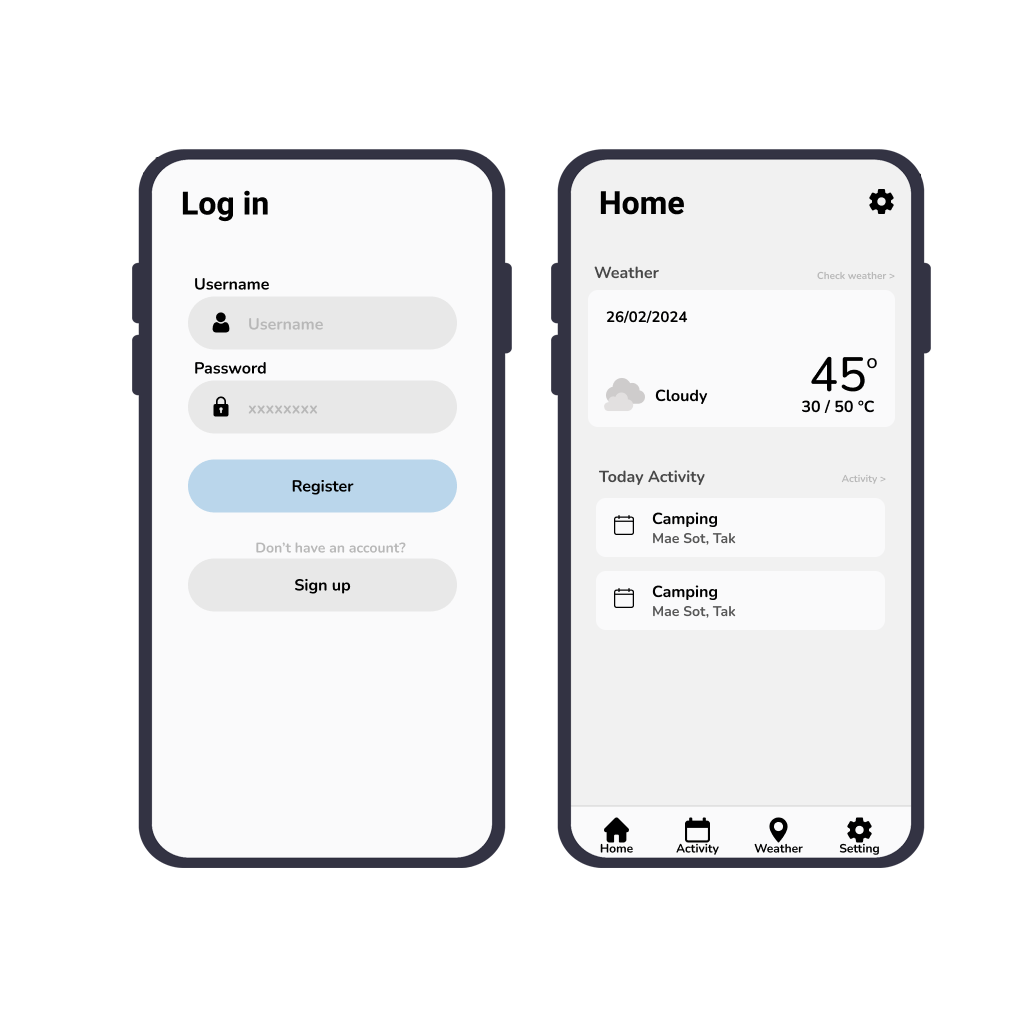 Log in
Username
Username
Password
xxxxxxxx
Register
Don't have an account?
Sign up
Home
Weather
Check weather >
26/02/2024
Cloudy
45°
30 / 50 °C
Today Activity
Activity >
Camping
Mae Sot, Tak
Camping
Mae Sot, Tak
Home
Activity
Weather
Setting